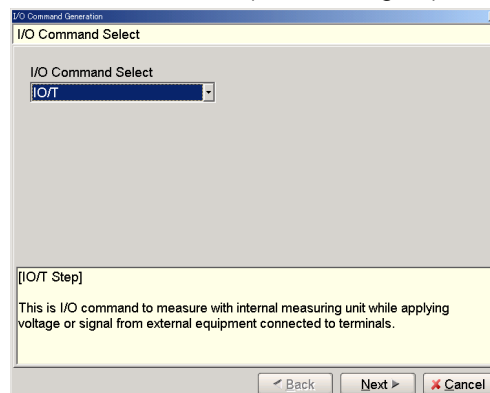 I/O Command Generation
I/O Command Select
I/O Command Select
IO/T
[IO/T Step]
This is I/O command to measure with internal measuring unit while applying
voltage or signal from external equipment connected to terminals.
Back Next Cancel